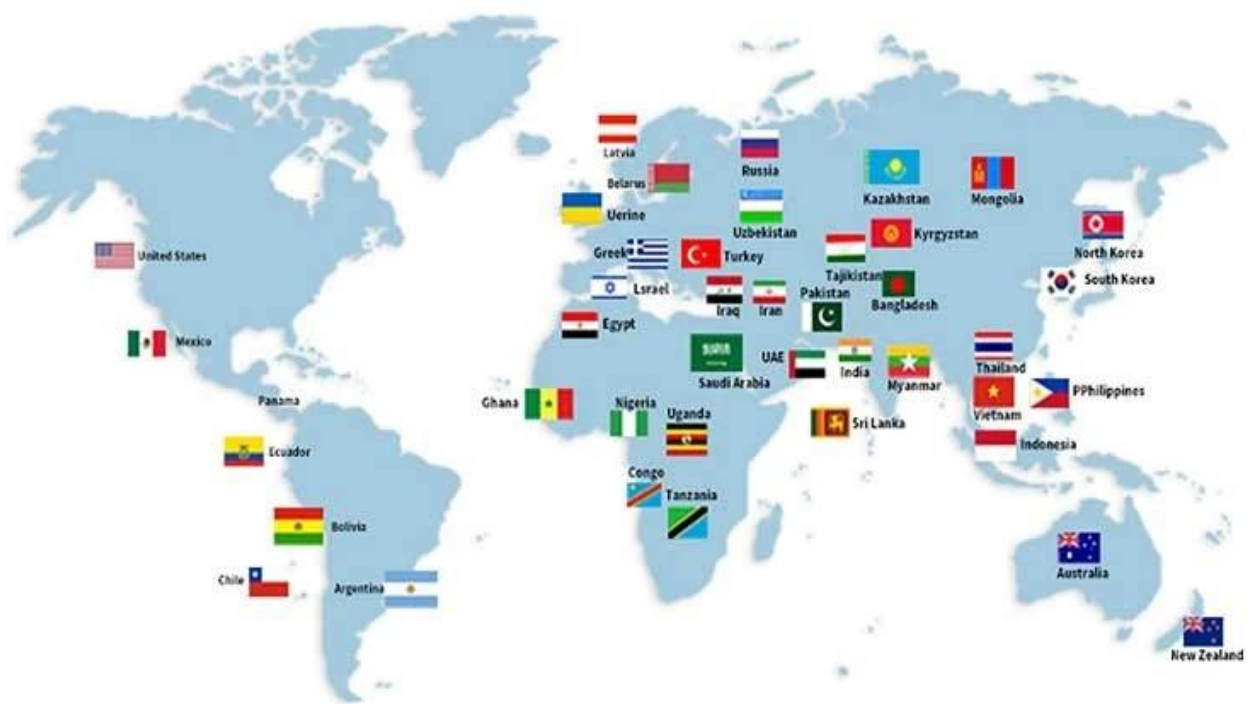 Latvia
Russia
Belarus
Kazakhstan
Mongolia
Uerine
Uzbekistan
Kyrgyzstan
North Korea
United States
Greek
Turkey
Tajikistan
South Korea
Lsrael
Iraq
Iran
Pakistan
Bangladesh
Egypt
Mexico
Saudi Arabia
UAE
India
Myanmar
Thailand
Panama
Ghana
Nigeria
Uganda
Sri Lanka
Vietnam
PPhilippines
Ecuador
Indonesia
Congo
Tanzania
Bolivia
Chile
Argentina
Australia
New Zealand